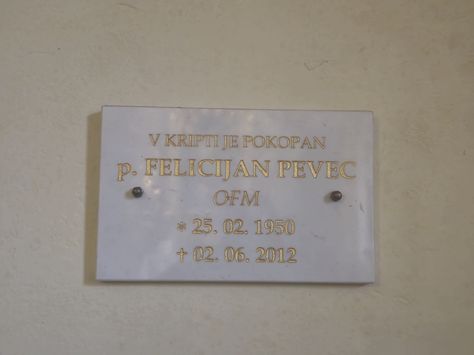 V KRIPTI JE POKOPAN
p. FELICIJAN PEVEC
OFM
* 25. 02. 1950
† 02. 06. 2012